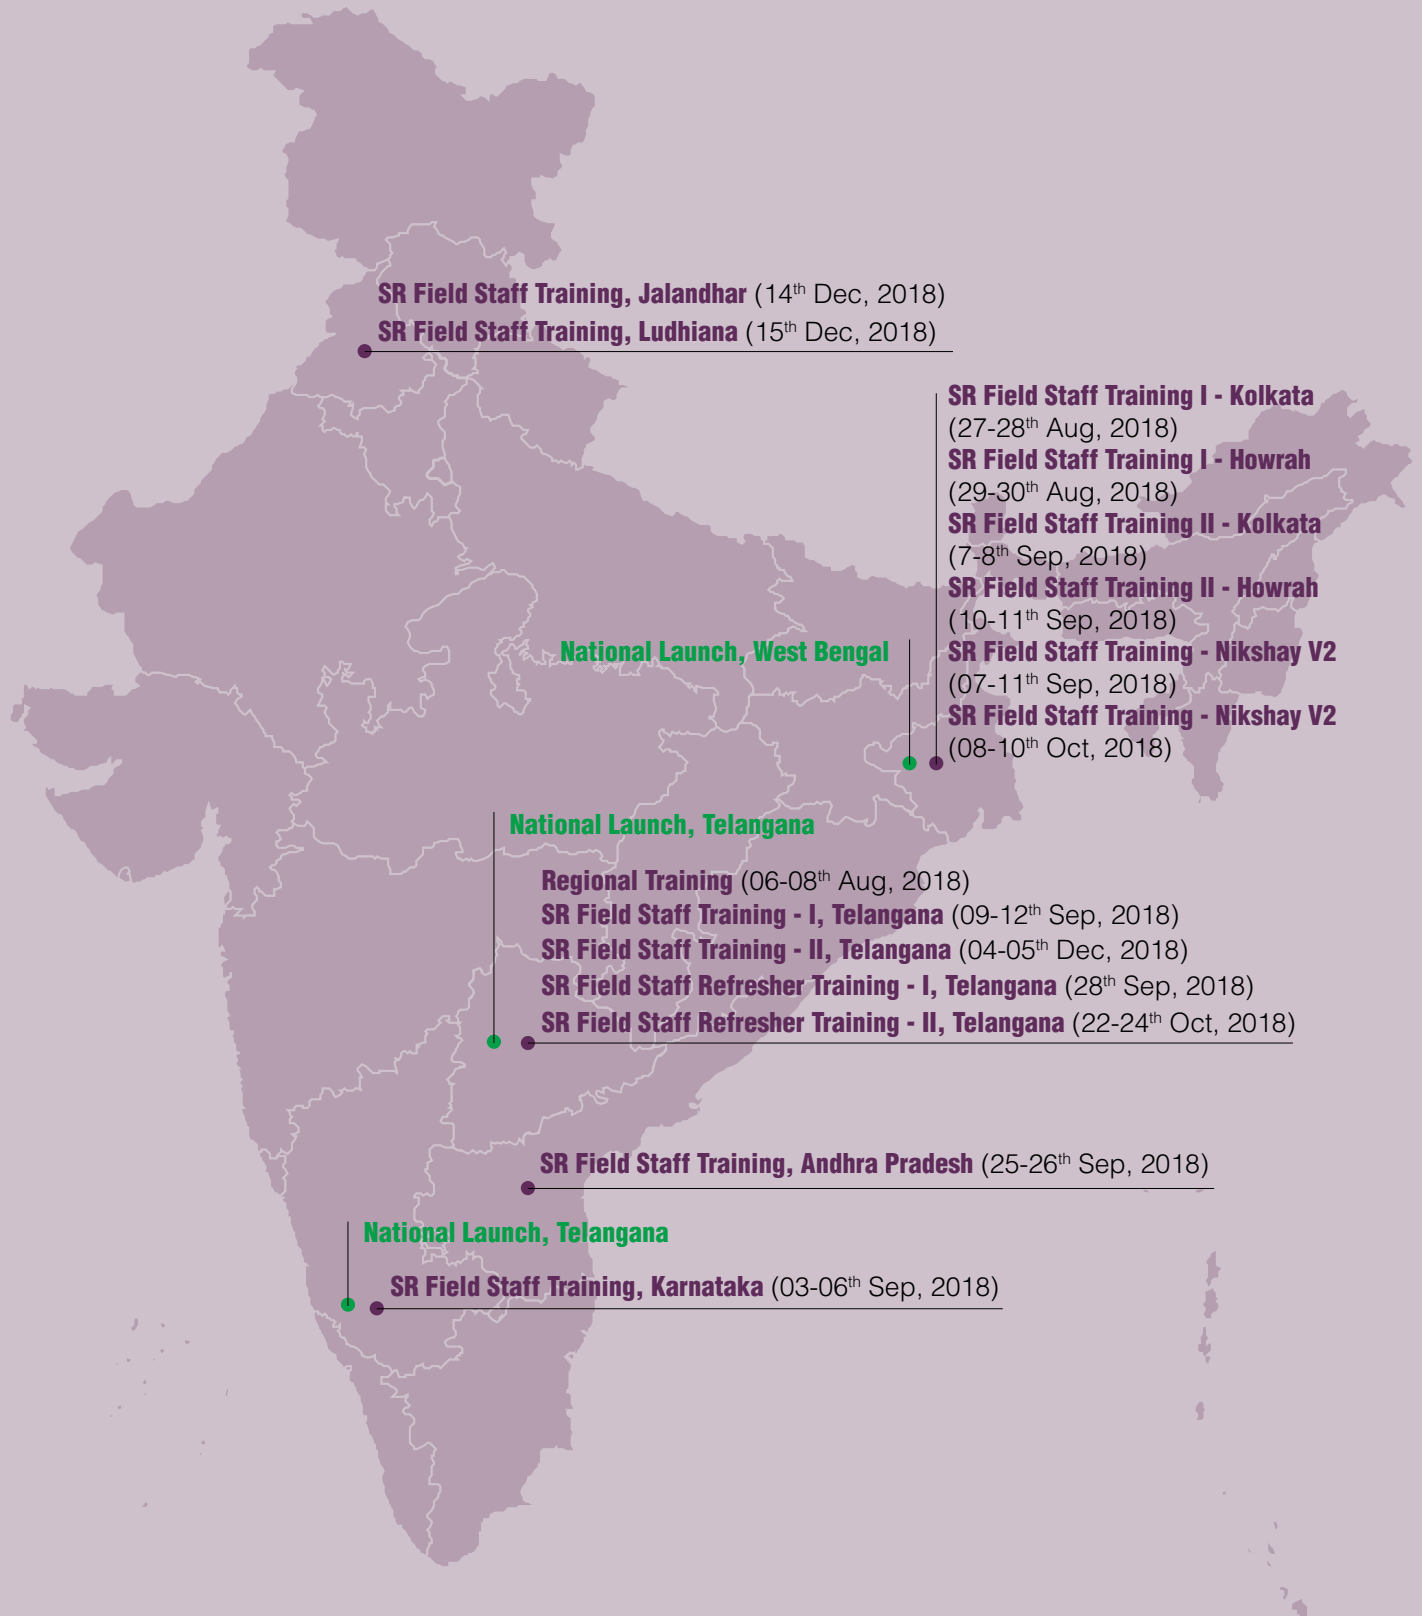 SR Field Staff Training, Jalandhar (14th Dec, 2018)
SR Field Staff Training, Ludhiana (15th Dec, 2018)
SR Field Staff Training I - Kolkata
(27-28th Aug, 2018)
SR Field Staff Training I - Howrah
(29-30th Aug, 2018)
SR Field Staff Training II - Kolkata
(7-8th Sep, 2018)
SR Field Staff Training II - Howrah
(10-11th Sep, 2018)
National Launch, West Bengal
SR Field Staff Training - Nikshay V2
(07-11th Sep, 2018)
SR Field Staff Training - Nikshay V2
(08-10th Oct, 2018)
National Launch, Telangana
Regional Training (06-08th Aug, 2018)
SR Field Staff Training - I, Telangana (09-12th Sep, 2018)
SR Field Staff Training - II, Telangana (04-05th Dec, 2018)
SR Field Staff Refresher Training - I, Telangana (28th Sep, 2018)
SR Field Staff Refresher Training - II, Telangana (22-24th Oct, 2018)
SR Field Staff Training, Andhra Pradesh (25-26th Sep, 2018)
National Launch, Telangana
SR Field Staff Training, Karnataka (03-06th Sep, 2018)